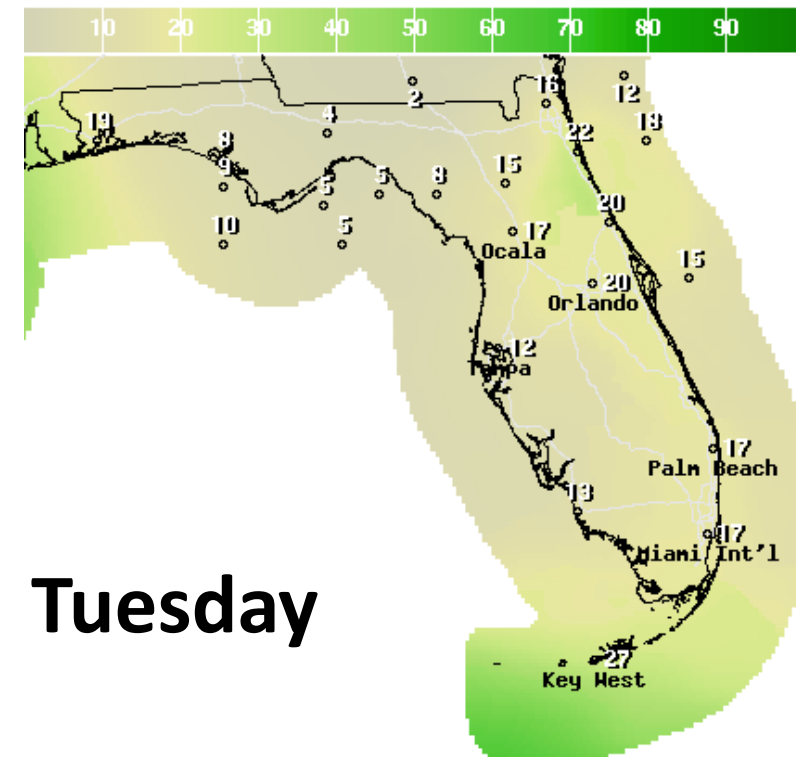 10 20 30 40 50 60 70 80 90
16 12
2
19 4 22 18
8
9 5 5 8 15
20
10 5 17
Ocala
15
20
Orlando
12
Tampa
17
Palm Beach
13
17
Miami Int'l
Tuesday
27
Key West